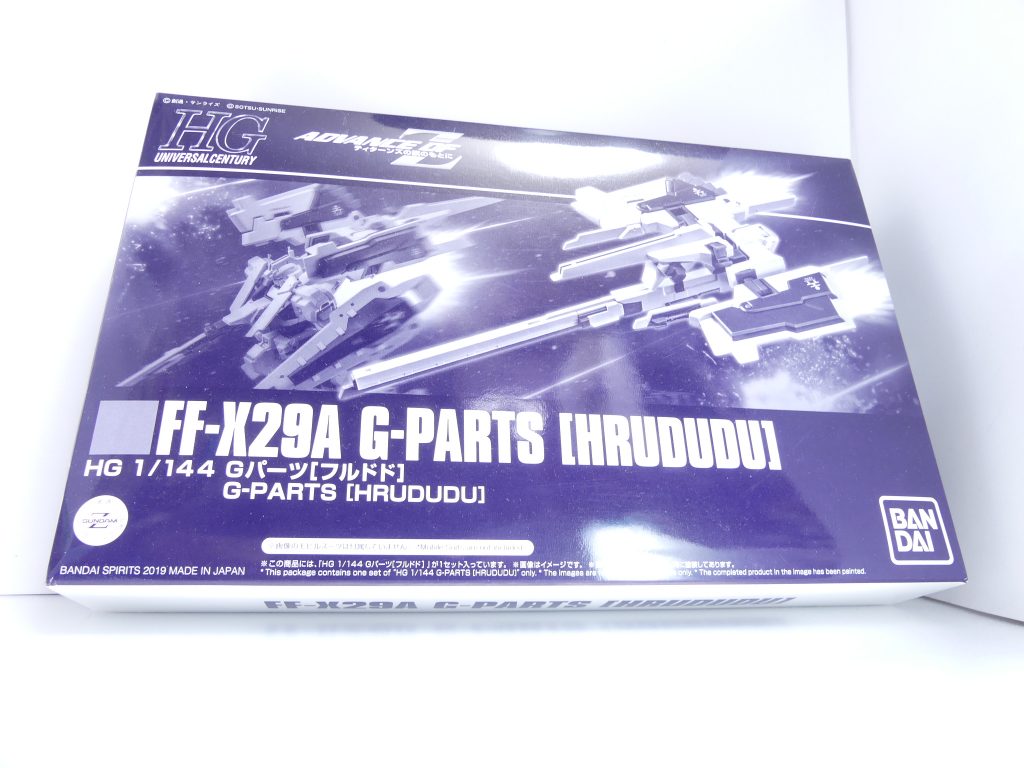 ©創通・サンライズ ©SOTSU・SUNRISE
HG
UNIVERSAL CENTURY
ADVANCE OF Z
ティターンズの旗のもとに
FF-X29A G-PARTS [HRUDUDU]
HG 1/144 Gパーツ[フルドド]
G-PARTS [HRUDUDU]
GUNDAM
BAN
DAI
BANDAI SPIRITS 2019 MADE IN JAPAN
※この商品には、「HG 1/144 Gパーツ[フルドド]」が1セット入っています。 ※画像はイメージです。
*This package contains one set of "HG 1/144 G-PARTS [HRUDUDU]" only. * The images are only. * The completed product in the image has been painted.
FF-X29A G-PARTS [HRUDUDU]